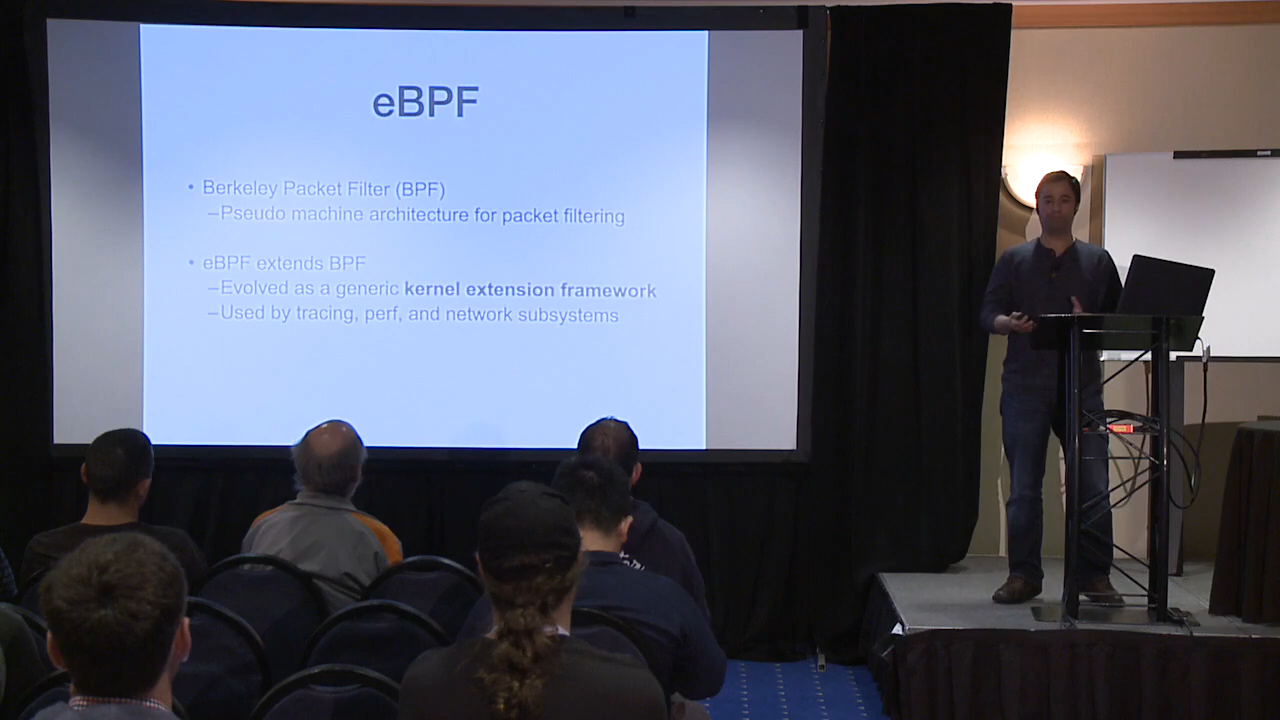 eBPF
• Berkeley Packet Filter (BPF)
–Pseudo machine architecture for packet filtering
• eBPF extends BPF
–Evolved as a generic kernel extension framework
–Used by tracing, perf, and network subsystems